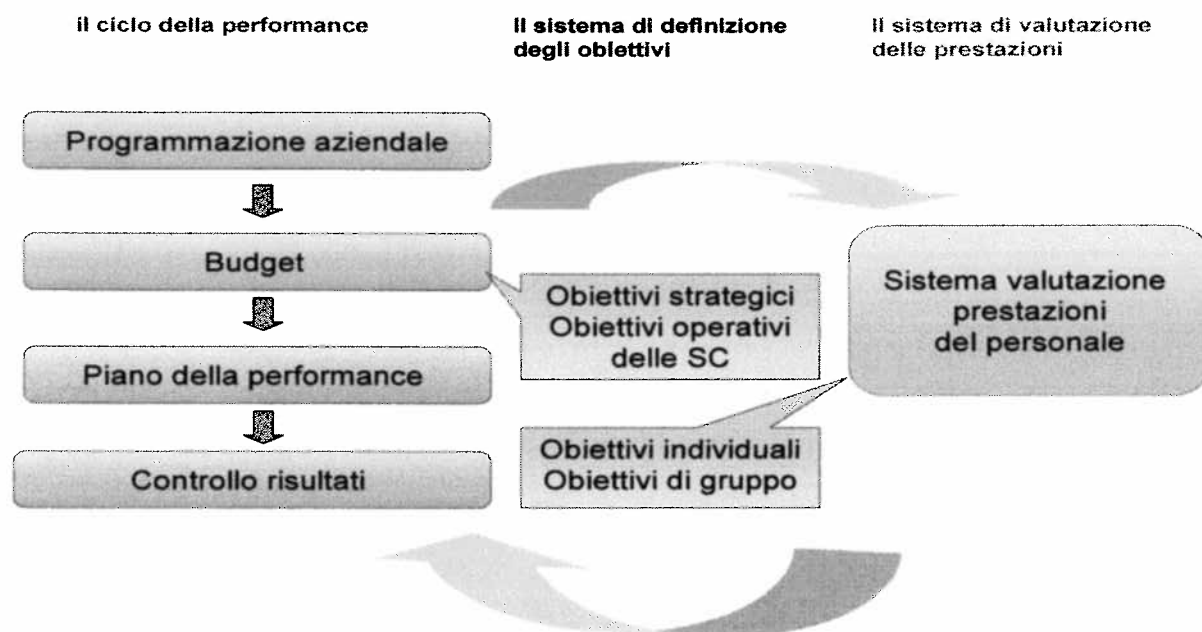 il ciclo della performance
Il sistema di definizione
degli obiettivi
Il sistema di valutazione
delle prestazioni
Programmazione aziendale
Budget
Piano della performance
Controllo risultati
Obiettivi strategici
Obiettivi operativi
delle SC
Obiettivi individuali
Obiettivi di gruppo
Sistema valutazione
prestazioni
del personale